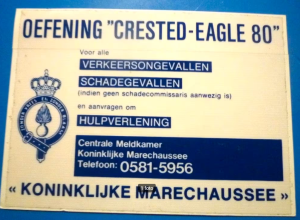 OEFENING "CRESTED-EAGLE 80"
Voor alle
VERKEERSONGEVALLEN
SCHADEGEVALLEN
(indien geen schadecommissaris aanwezig is)
en aanvragen om
HULPVERLENING
Centrale Meldkamer
Koninklijke Marechaussee
Telefoon: 0581-5956
« KONINKLIJKE MARECHAUSSEE »